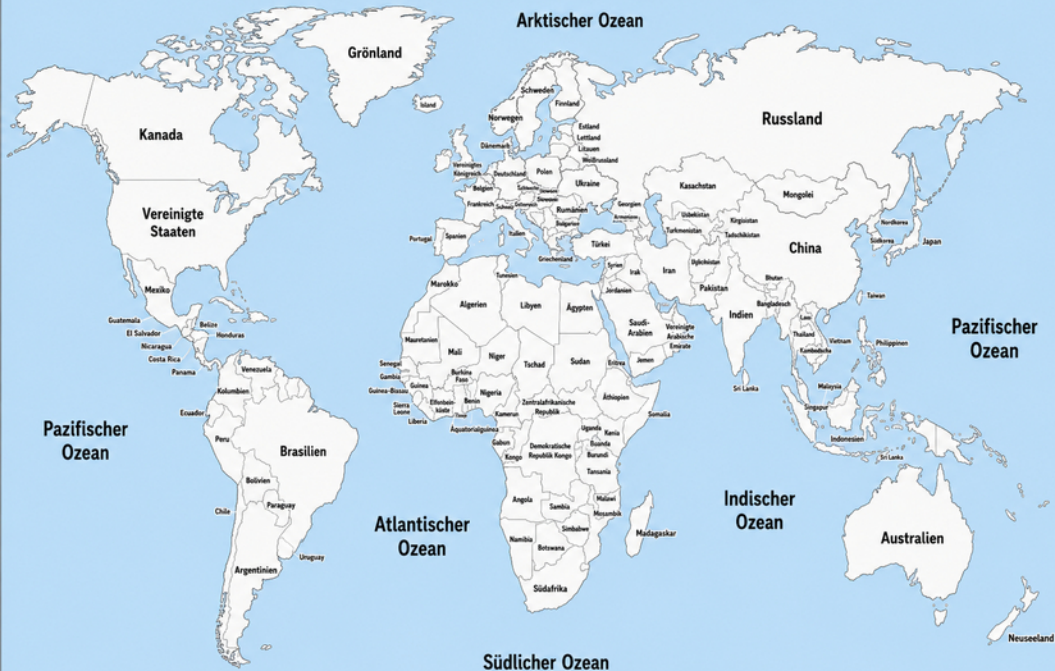 Arktischer Ozean
Grönland
Island
Schweden
Finnland
Norwegen
Russland
Kanada
Estland
Lettland
Litauen
Dänemark
Weißrussland
Vereinigtes
Königreich
Deutschland
Polen
Ukraine
Belgien
Frankreich
Schweiz
Österreich
Rumänien
Bulgarien
Georgien
Armenien
Kasachstan
Mongolei
Vereinigte
Staaten
Usbekistan
Kirgisistan
Turkmenistan
Tadschikistan
Nordkorea
Südkorea
Japan
China
Portugal
Spanien
Italien
Griechenland
Türkei
Syrien
Irak
Iran
Jordanien
Pakistan
Bhutan
Bangladesch
Indien
Taiwan
Mexiko
Marokko
Tunesien
Algerien
Libyen
Ägypten
Saudi-
Arabien
Vereinigte
Arabische
Emirate
Jemen
Laos
Thailand
Vietnam
Kambodscha
Philippinen
Pazifischer
Ozean
Guatemala
Belize
El Salvador
Honduras
Nicaragua
Costa Rica
Panama
Venezuela
Kolumbien
Ecuador
Peru
Brasilien
Bolivien
Paraguay
Chile
Uruguay
Argentinien
Pazifischer
Ozean
Mauretanien
Mali
Niger
Tschad
Sudan
Eritrea
Senegal
Gambia
Guinea-Bissau
Guinea
Burkina
Faso
Benin
Nigeria
Sierra
Leone
Elfenbein-
küste
Liberia
Kamerun
Zentralafrikanische
Republik
Äthiopien
Somalia
Äquatorialguinea
Gabun
Kongo
Demokratische
Republik Kongo
Uganda
Kenia
Ruanda
Burundi
Tansania
Angola
Sambia
Malawi
Mosambik
Simbabwe
Namibia
Botswana
Madagaskar
Südafrika
Atlantischer
Ozean
Indischer
Ozean
Sri Lanka
Malaysia
Singapur
Indonesien
Sri Lanka
Australien
Neuseeland
Südlicher Ozean